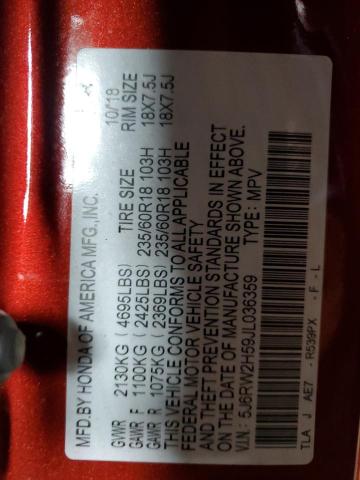 MFD.BY HONDA OF AMERICA MFG.,INC. 10/18
GVWR 2130KG (4695LBS) TIRE SIZE RIM SIZE
GAWR F 1100KG (2425LBS) 235/60R18 103H 18X7.5J
GAWR R 1075KG (2369LBS) 235/60R18 103H 18X7.5J
THIS VEHICLE CONFORMS TO ALL APPLICABLE
FEDERAL MOTOR VEHICLE SAFETY
AND THEFT PREVENTION STANDARDS IN EFFECT
ON THE DATE OF MANUFACTURE SHOWN ABOVE.
V.I.N.: 5J6RW2H59JL036359 TYPE: MPV
TLA J AE7 - R539PX - F - L